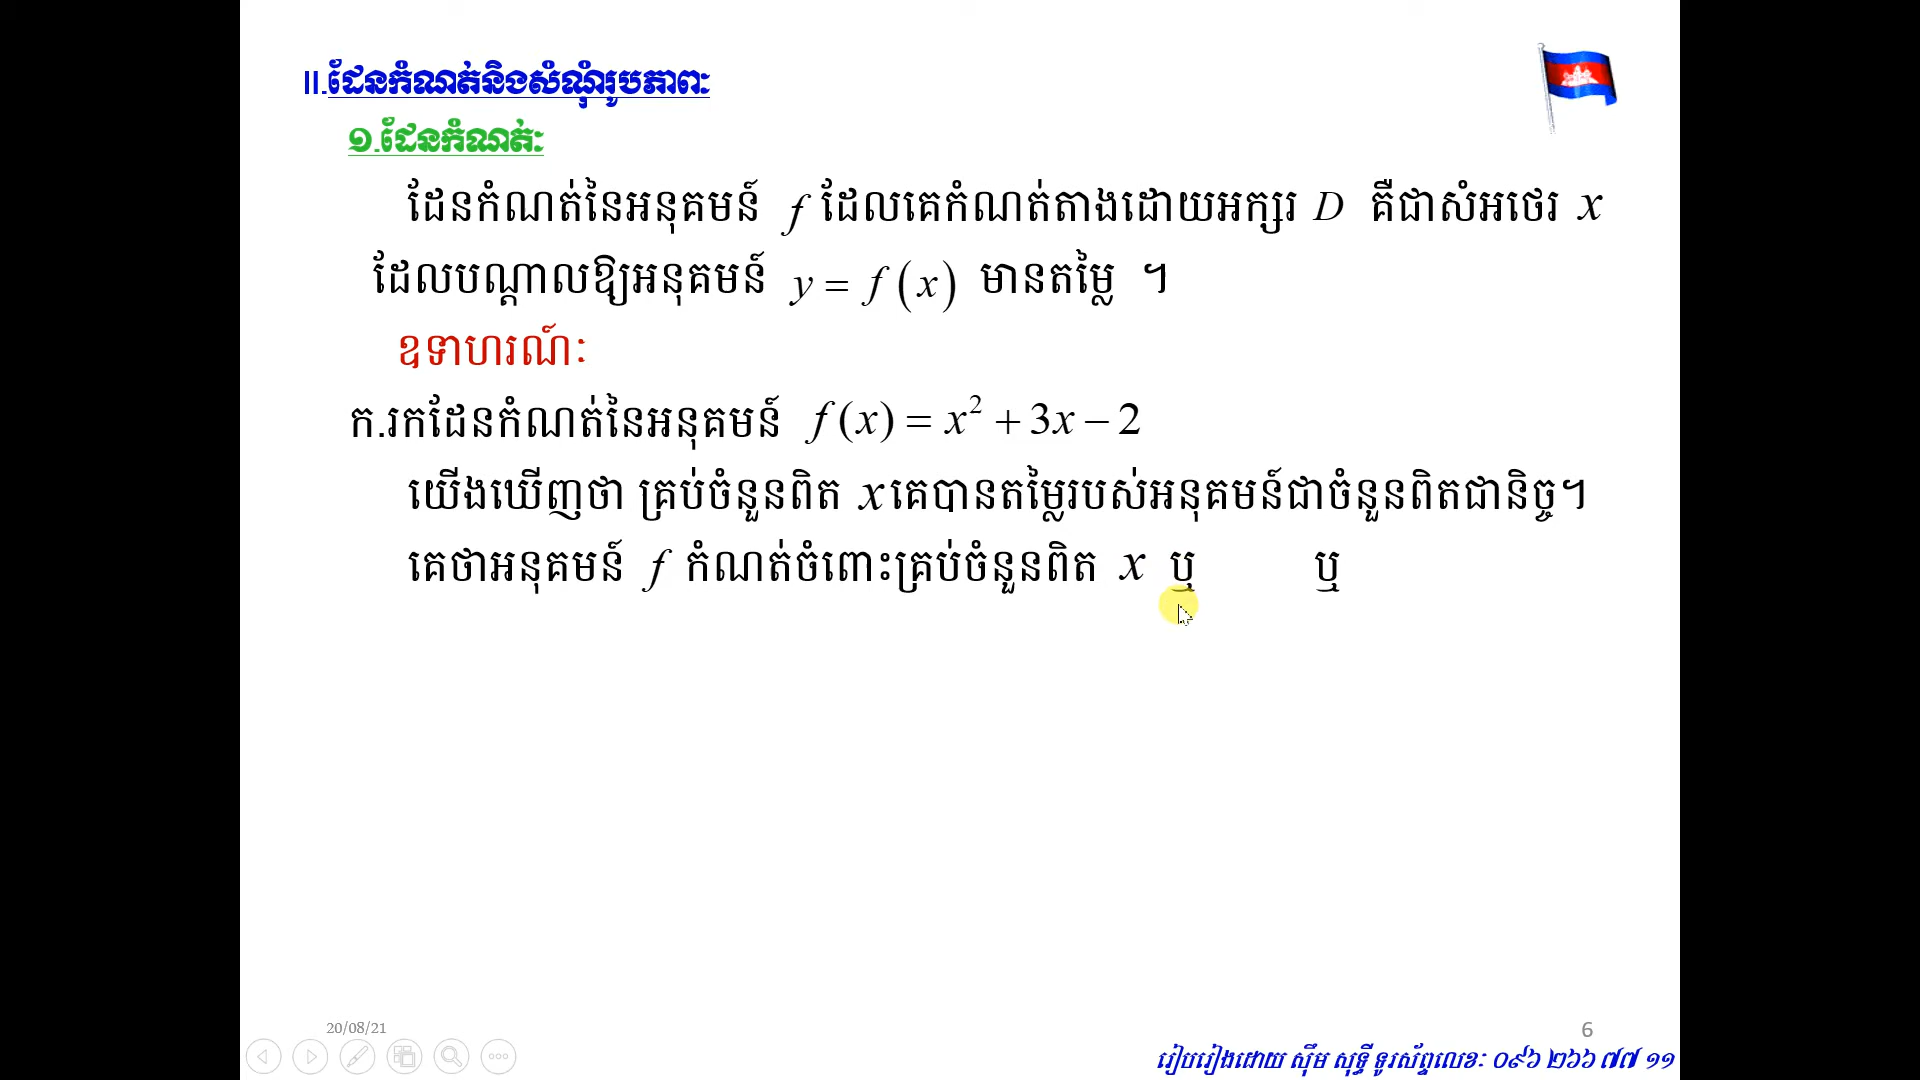 II.ដែនកំណត់និងសំណុំរូបភាពៈ
១.ដែនកំណត់ៈ
ដែនកំណត់នៃអនុគមន៍ f ដែលគេកំណត់តាងដោយអក្សរ D គឺជាសំអថេរ x
ដែលបណ្តាលឱ្យអនុគមន៍ y = f (x) មានតម្លៃ ។
ឧទាហរណ៍ៈ
ក.រកដែនកំណត់នៃអនុគមន៍ f(x) = x² + 3x − 2
យើងឃើញថា គ្រប់ចំនួនពិត x គេបានតម្លៃរបស់អនុគមន៍ជាចំនួនពិតជានិច្ច។
គេថាអនុគមន៍ f កំណត់ចំពោះគ្រប់ចំនួនពិត x ឬ ឬ
20/08/21
6
រៀបរៀងដោយ ស៊ឹម សុទ្ធី ទូរស័ព្ទលេខៈ ០៩៦ ២៦៦ ៧៧ ១១